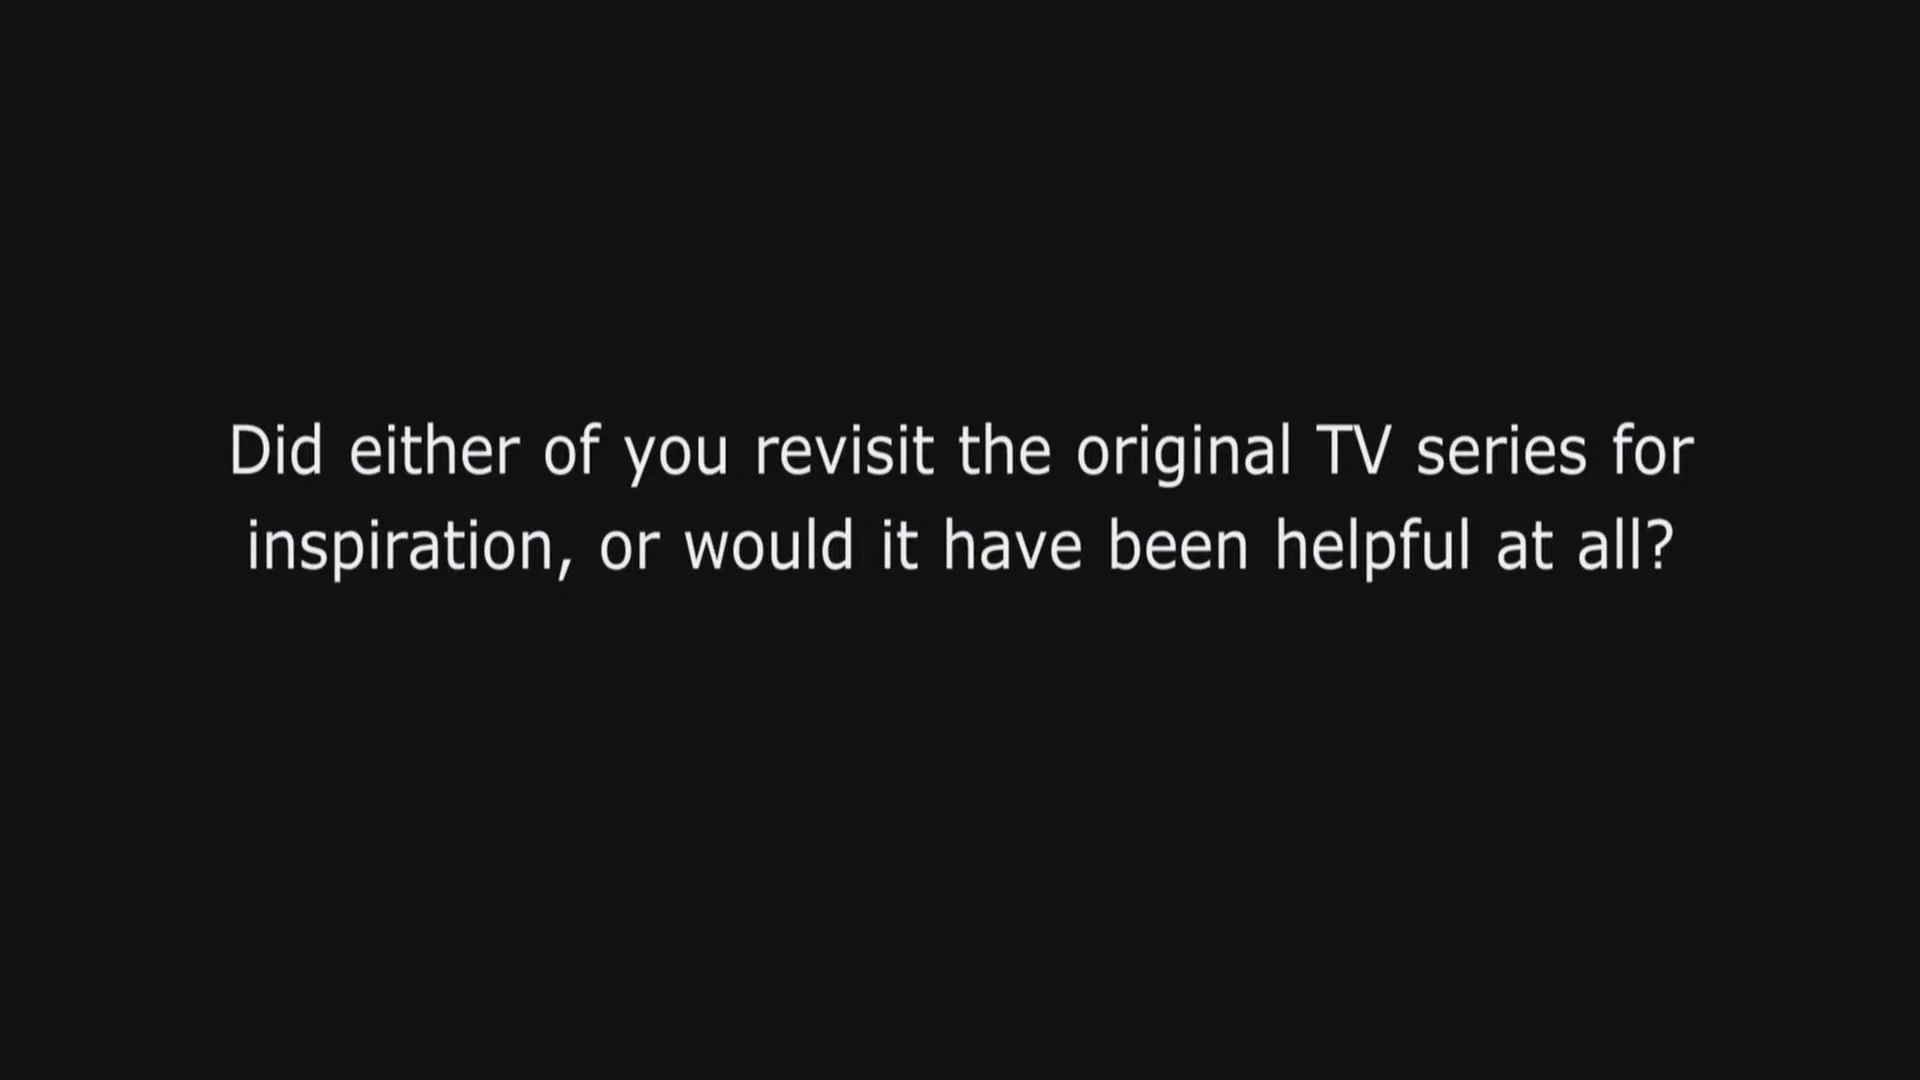 Did either of you revisit the original TV series for
inspiration, or would it have been helpful at all?